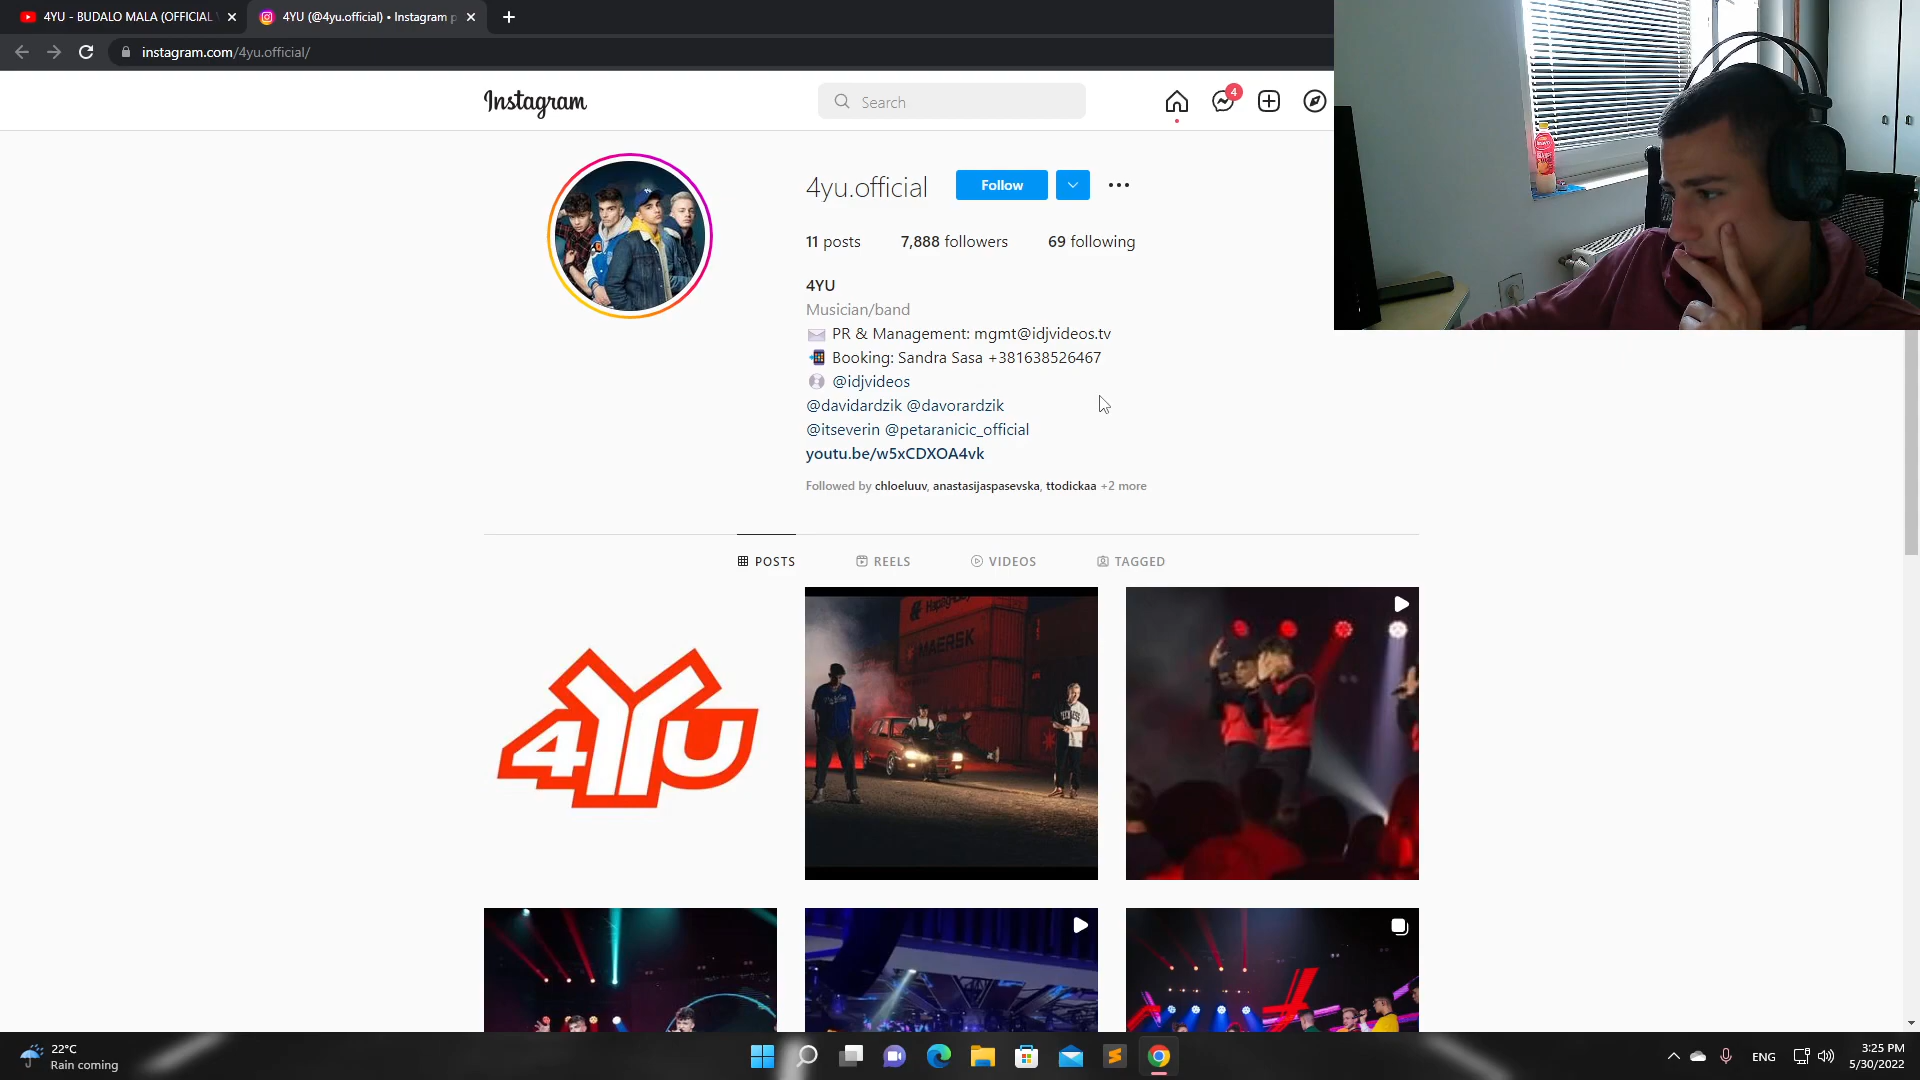 4YU - BUDALO MALA (OFFICIAL
4YU (@4yu.official) • Instagram p
instagram.com/4yu.official/
Instagram
Search
4
4yu.official
Follow
11 posts
7,888 followers
69 following
4YU
Musician/band
PR & Management: mgmt@idjvideos.tv
Booking: Sandra Sasa +381638526467
@idjvideos
@davidardzik @davorardzik
@itseverin @petaranicic_official
youtu.be/w5xCDXOA4vk
Followed by chloeluuv, anastasijaspasevska, ttodickaa +2 more
POSTS
REELS
VIDEOS
TAGGED
4YU
MAERSK
22°C
Rain coming
ENG
3:25 PM
5/30/2022